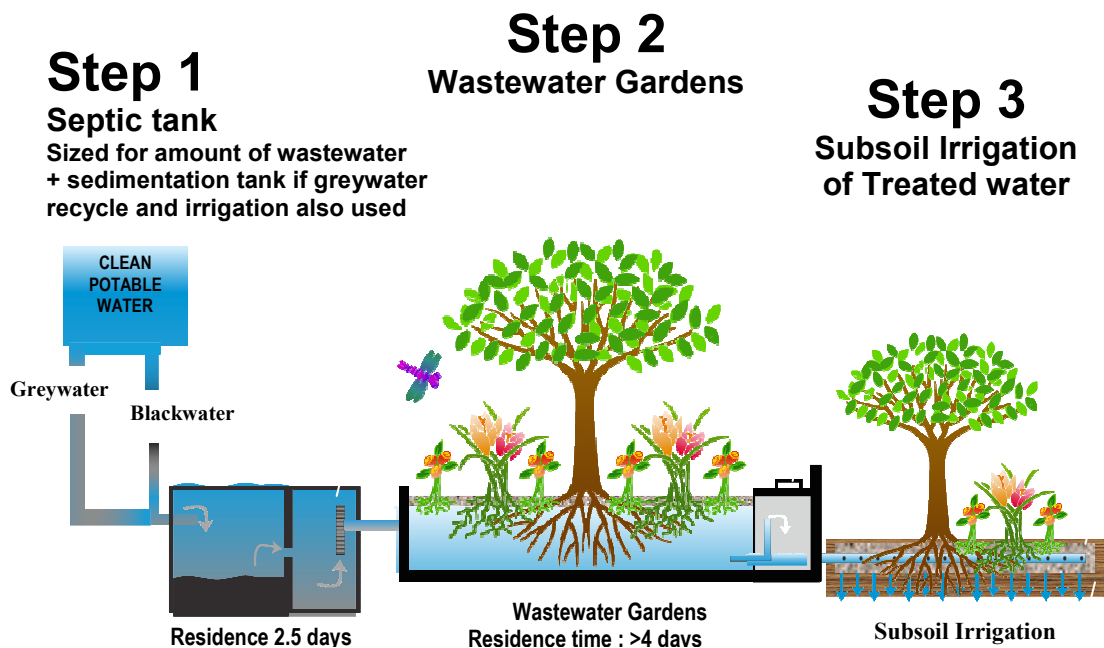 Step 1
Septic tank
Sized for amount of wastewater
+ sedimentation tank if greywater
recycle and irrigation also used
Step 2
Wastewater Gardens
Step 3
Subsoil Irrigation
of Treated water
CLEAN
POTABLE
WATER
Greywater
Blackwater
Residence 2.5 days
Wastewater Gardens
Residence time : >4 days
Subsoil Irrigation